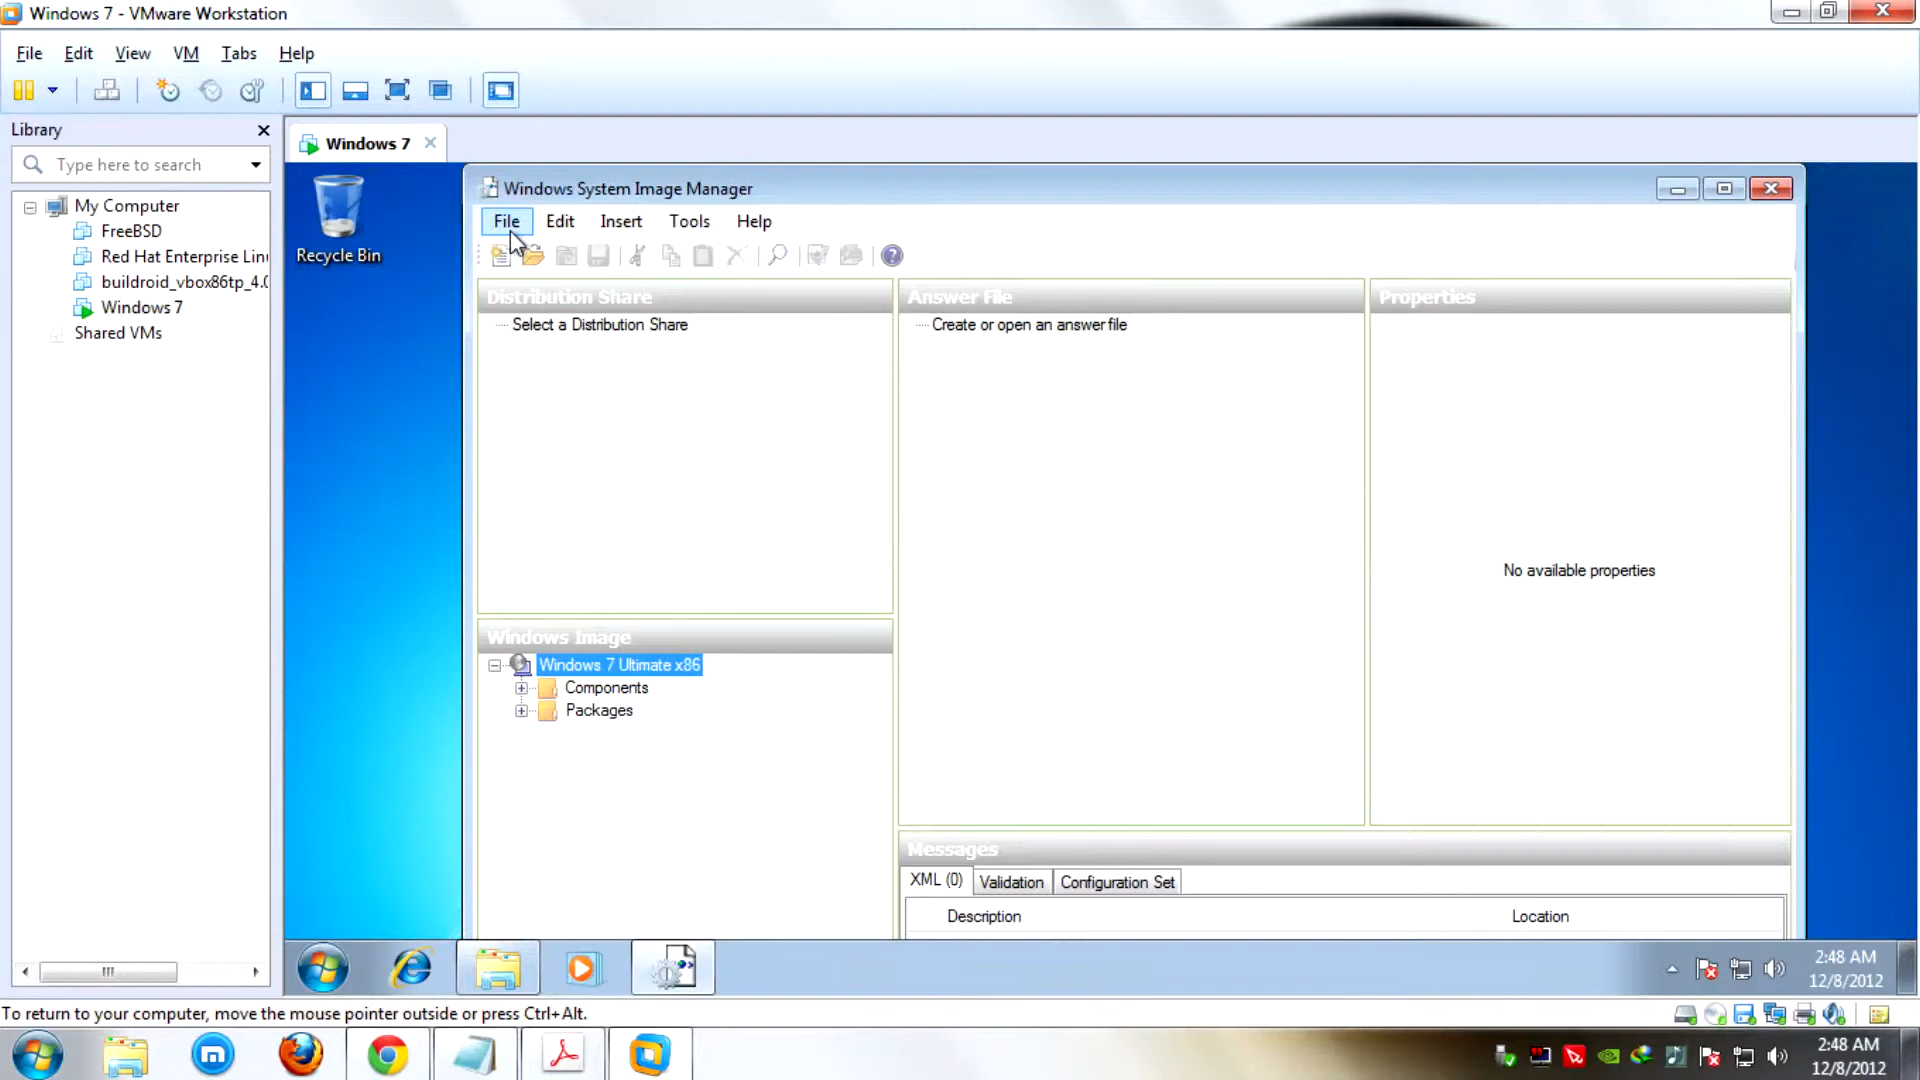 Windows 7 - VMware Workstation
File Edit View VM Tabs Help
Library
Type here to search
My Computer
FreeBSD
Red Hat Enterprise Linu
buildroid_vbox86tp_4.0
Windows 7
Shared VMs
Windows 7
Recycle Bin
Windows System Image Manager
File Edit Insert Tools Help
Distribution Share
Select a Distribution Share
Answer File
Create or open an answer file
Properties
No available properties
Windows Image
Windows 7 Ultimate x86
Components
Packages
Messages
XML (0) Validation Configuration Set
Description Location
2:48 AM
12/8/2012
To return to your computer, move the mouse pointer outside or press Ctrl+Alt.
2:48 AM
12/8/2012